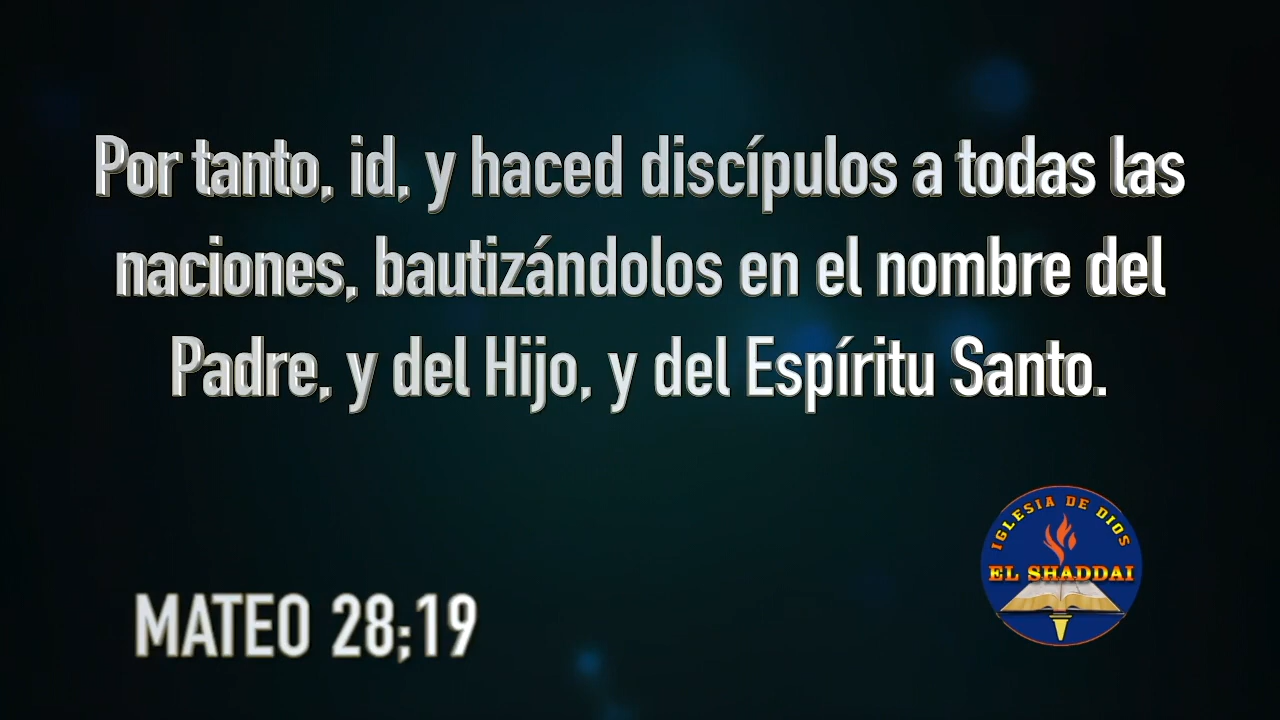 Por tanto, id, y haced discípulos a todas las
naciones, bautizándolos en el nombre del
Padre, y del Hijo, y del Espíritu Santo.
IGLESIA DE DIOS
EL SHADDAI
MATEO 28;19